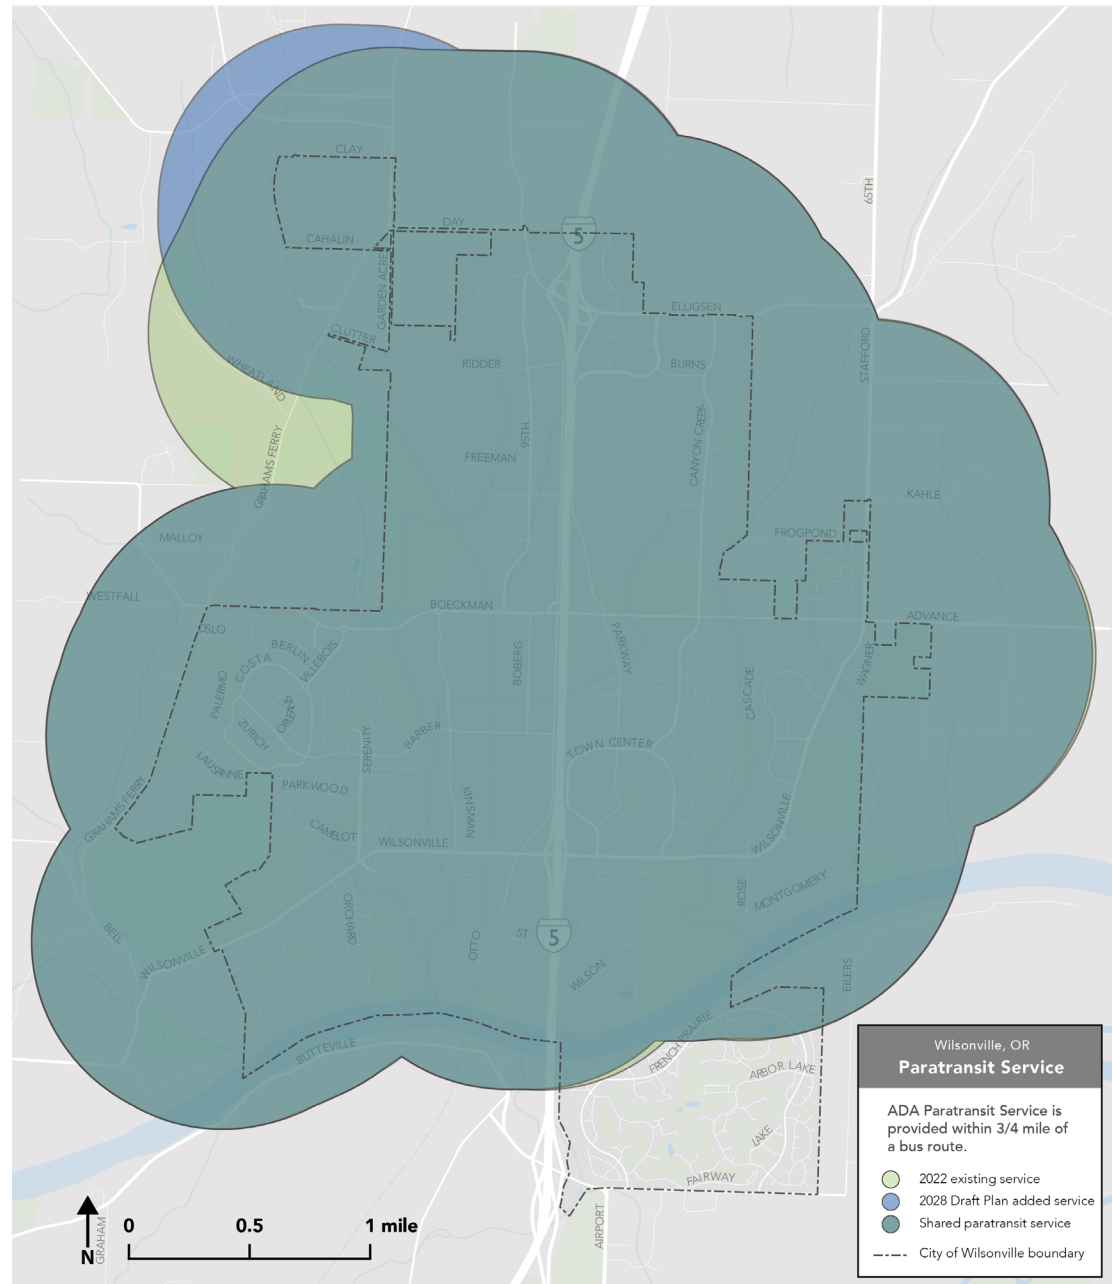 CLAY
65TH
DAY
5
CAHALIN
GARDEN ACRE
ELLIGSEN
CLUTTER
STAFFORD
RIDDER
BURNS
WHEATLAND
CANYON CREEK
95TH
GRAHAMS FERRY
FREEMAN
KAHLE
MALLOY
FROGPOND
WESTFALL
BOECKMAN
ADVANCE
OSLO
BERLIN
VILLEBOIS
COSTA
BOBERG
PARKWAY
WAGNER
PALERMO
CASCADE
ZURICH
BARBER
SERENITY
TOWN CENTER
LAUSANNE
PARKWOOD
GRAHAMS FERRY
KINSMAN
CAMELOT
WILSONVILLE
WILSONVILLE
ROSE
MONTGOMERY
ORCHARD
BELL
OTTO
5T
5
WILSONVILLE
WILSON
EILERS
BUTTEVILLE
FRENCH PRAIRIE
ARBOR LAKE
LAKE
FAIRWAY
AIRPORT
GRAHAM
N
0 0.5 1 mile
Wilsonville, OR
Paratransit Service
ADA Paratransit Service is
provided within 3/4 mile of
a bus route.
2022 existing service
2028 Draft Plan added service
Shared paratransit service
City of Wilsonville boundary